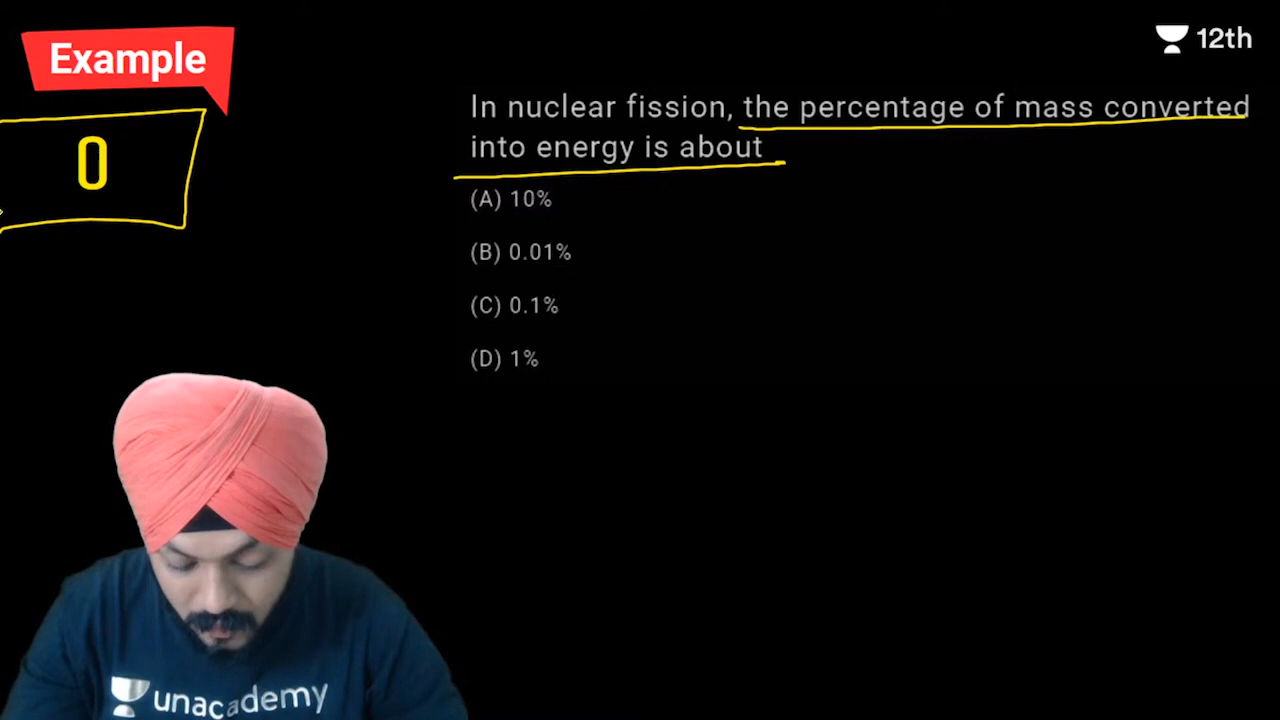 Example
12th
0
In nuclear fission, the percentage of mass converted
into energy is about
(A) 10%
(B) 0.01%
(C) 0.1%
(D) 1%
unacademy